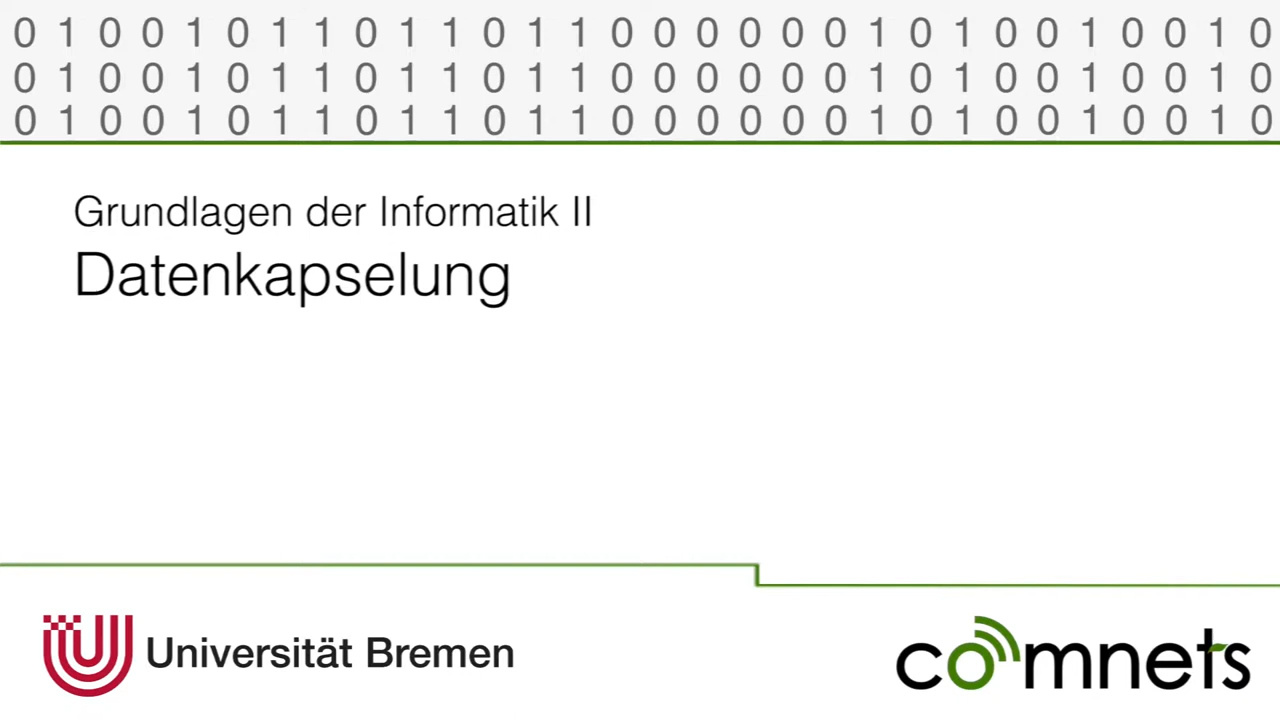 0 1 0 0 1 0 1 1 0 1 1 0 1 1 0 0 0 0 0 0 1 0 1 0 0 1 0 0 1 0
0 1 0 0 1 0 1 1 0 1 1 0 1 1 0 0 0 0 0 0 1 0 1 0 0 1 0 0 1 0
0 1 0 0 1 0 1 1 0 1 1 0 1 1 0 0 0 0 0 0 1 0 1 0 0 1 0 0 1 0
Grundlagen der Informatik II
Datenkapselung
Universität Bremen
comnets